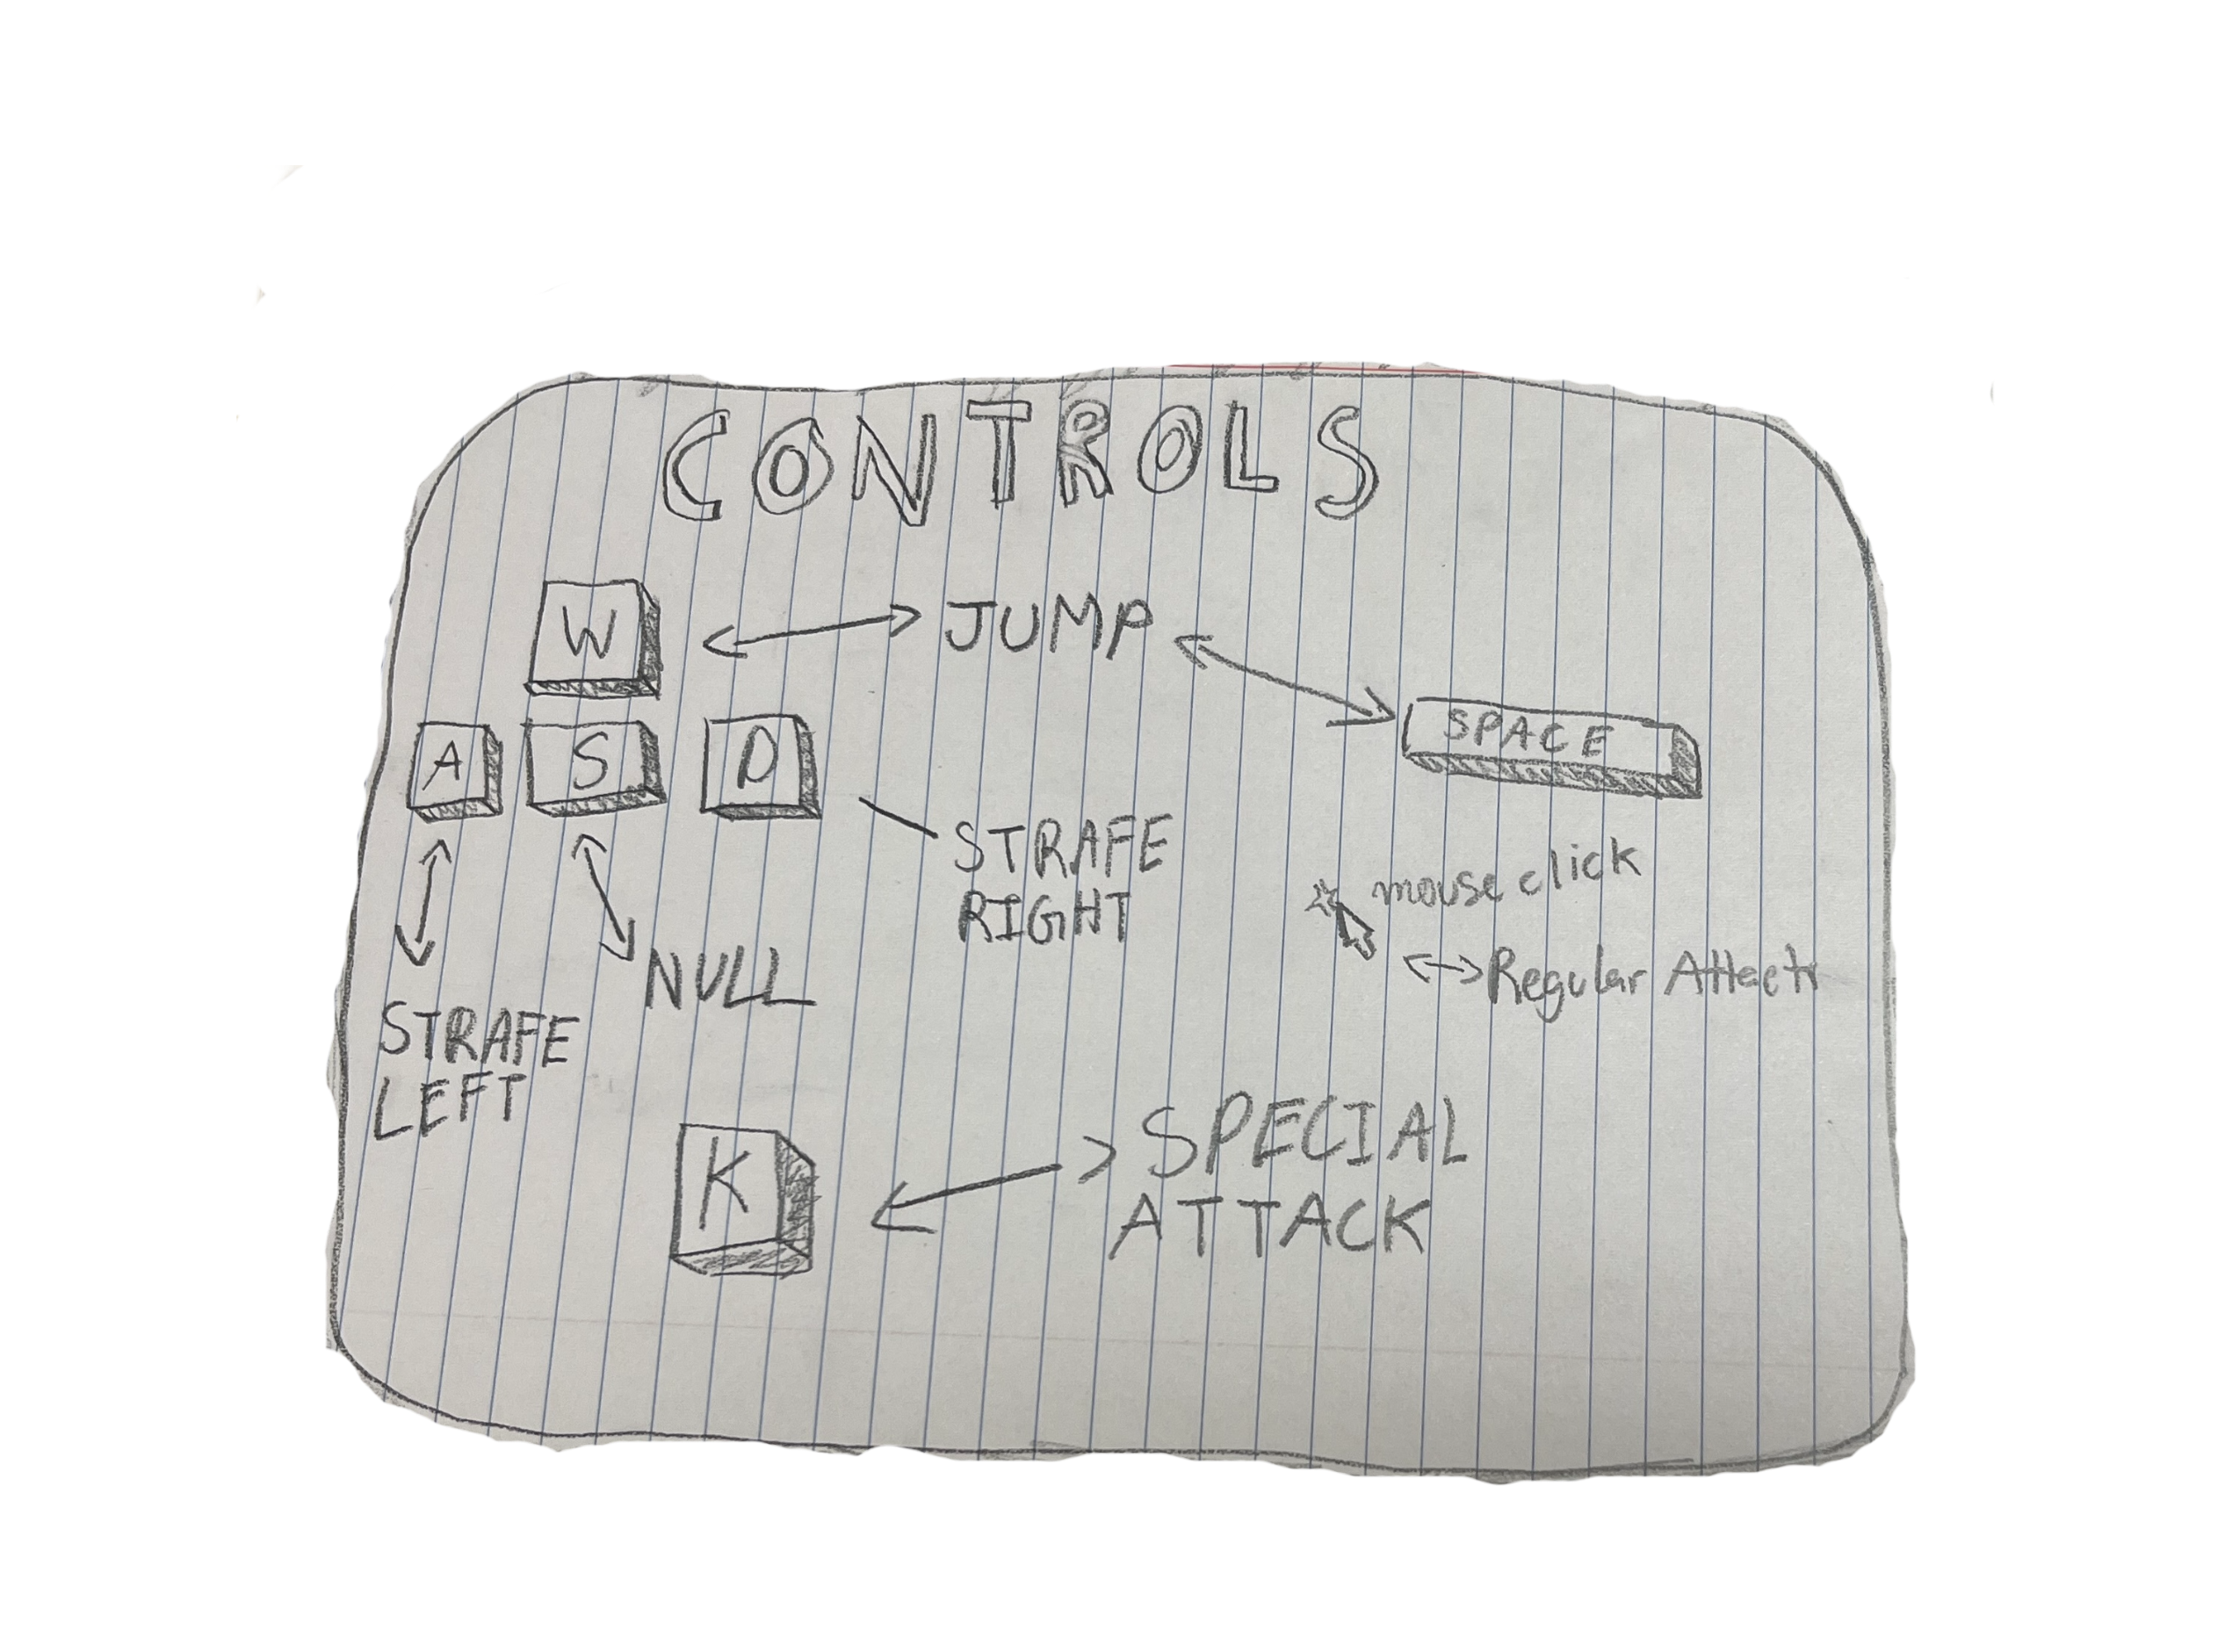 CONTROLS
W
JUMP
A S D
SPACE
STRAFE
RIGHT
mouse click
Regular Attack
NULL
STRAFE
LEFT
K
SPECIAL
ATTACK